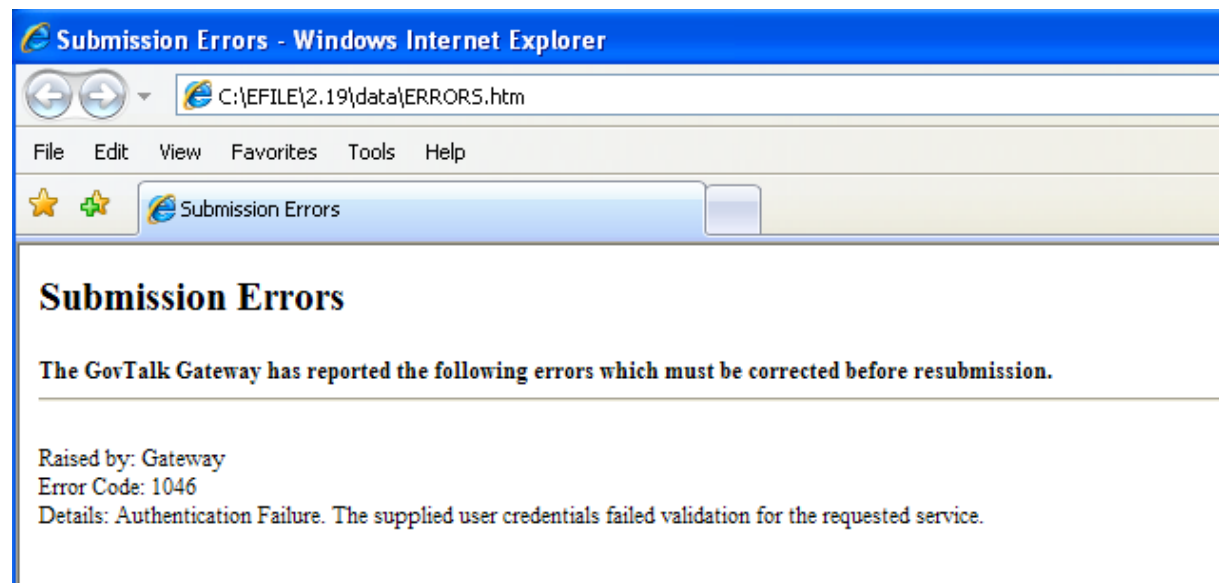 Submission Errors - Windows Internet Explorer
C:\EFILE\2.19\data\ERRORS.htm
File Edit View Favorites Tools Help
Submission Errors
Submission Errors
The GovTalk Gateway has reported the following errors which must be corrected before resubmission.
Raised by: Gateway
Error Code: 1046
Details: Authentication Failure. The supplied user credentials failed validation for the requested service.